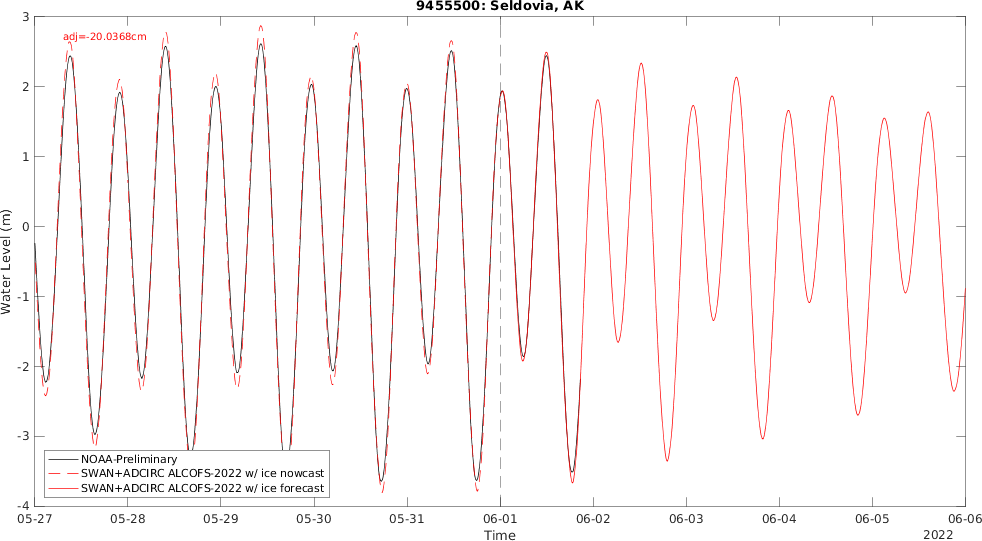 9455500: Seldovia, AK
adj=-20.0368cm
3
2
1
0
-1
-2
-3
-4
Water Level (m)
NOAA-Preliminary
SWAN+ADCIRC ALCOFS-2022 w/ ice nowcast
SWAN+ADCIRC ALCOFS-2022 w/ ice forecast
05-27 05-28 05-29 05-30 05-31 06-01 06-02 06-03 06-04 06-05 06-06
Time
2022